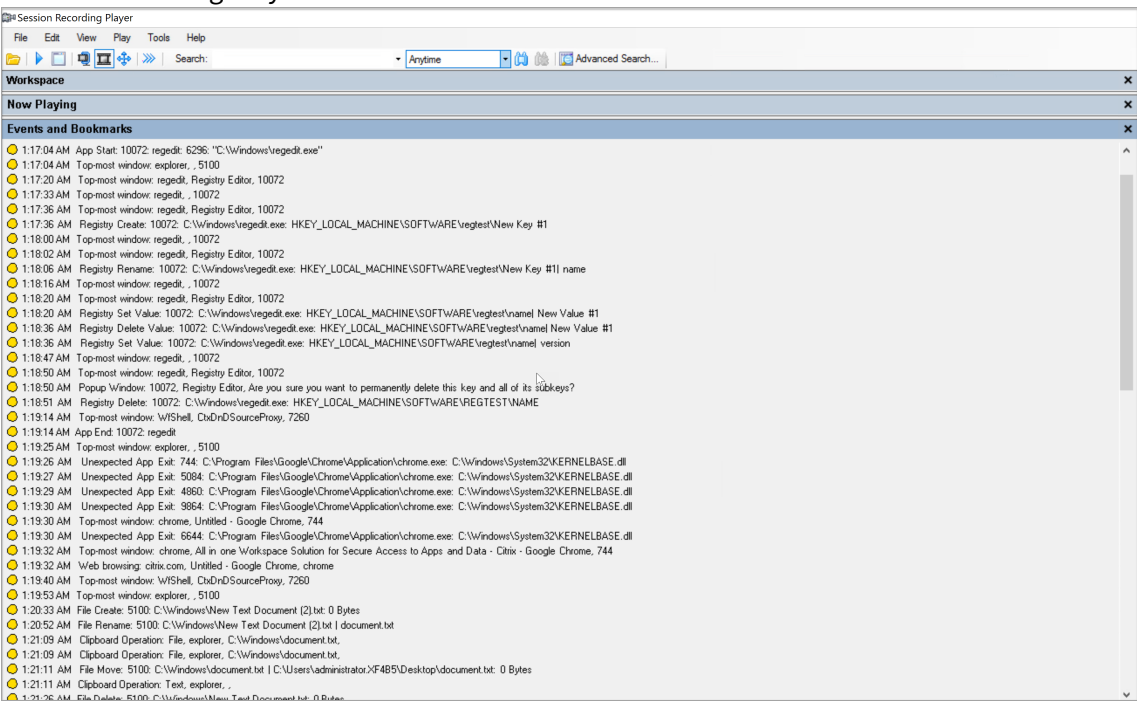 Session Recording Player
File Edit View Play Tools Help
Search: Anytime Advanced Search...
Workspace
Now Playing
Events and Bookmarks
1:17:04 AM App Start: 10072: regedit: 6296: "C:\Windows\regedit.exe"
1:17:04 AM Top-most window: explorer, , 5100
1:17:20 AM Top-most window: regedit, Registry Editor, 10072
1:17:33 AM Top-most window: regedit, , 10072
1:17:36 AM Top-most window: regedit, Registry Editor, 10072
1:17:36 AM Registry Create: 10072: C:\Windows\regedit.exe: HKEY_LOCAL_MACHINE\SOFTWARE\regtest\New Key #1
1:18:00 AM Top-most window: regedit, , 10072
1:18:02 AM Top-most window: regedit, Registry Editor, 10072
1:18:06 AM Registry Rename: 10072: C:\Windows\regedit.exe: HKEY_LOCAL_MACHINE\SOFTWARE\regtest\New Key #1| name
1:18:16 AM Top-most window: regedit, , 10072
1:18:20 AM Top-most window: regedit, Registry Editor, 10072
1:18:20 AM Registry Set Value: 10072: C:\Windows\regedit.exe: HKEY_LOCAL_MACHINE\SOFTWARE\regtest\name| New Value #1
1:18:36 AM Registry Delete Value: 10072: C:\Windows\regedit.exe: HKEY_LOCAL_MACHINE\SOFTWARE\regtest\name| New Value #1
1:18:36 AM Registry Set Value: 10072: C:\Windows\regedit.exe: HKEY_LOCAL_MACHINE\SOFTWARE\regtest\name| version
1:18:47 AM Top-most window: regedit, , 10072
1:18:50 AM Top-most window: regedit, Registry Editor, 10072
1:18:50 AM Popup Window: 10072, Registry Editor, Are you sure you want to permanently delete this key and all of its subkeys?
1:18:51 AM Registry Delete: 10072: C:\Windows\regedit.exe: HKEY_LOCAL_MACHINE\SOFTWARE\REGTEST\NAME
1:19:14 AM Top-most window: WfShell, CtxDnDSourceProxy, 7260
1:19:14 AM App End: 10072: regedit
1:19:25 AM Top-most window: explorer, , 5100
1:19:26 AM Unexpected App Exit: 744: C:\Program Files\Google\Chrome\Application\chrome.exe: C:\Windows\System32\KERNELBASE.dll
1:19:27 AM Unexpected App Exit: 5084: C:\Program Files\Google\Chrome\Application\chrome.exe: C:\Windows\System32\KERNELBASE.dll
1:19:29 AM Unexpected App Exit: 4860: C:\Program Files\Google\Chrome\Application\chrome.exe: C:\Windows\System32\KERNELBASE.dll
1:19:30 AM Unexpected App Exit: 9864: C:\Program Files\Google\Chrome\Application\chrome.exe: C:\Windows\System32\KERNELBASE.dll
1:19:30 AM Top-most window: chrome, Untitled - Google Chrome, 744
1:19:30 AM Unexpected App Exit: 6644: C:\Program Files\Google\Chrome\Application\chrome.exe: C:\Windows\System32\KERNELBASE.dll
1:19:32 AM Top-most window: chrome, All in one Workspace Solution for Secure Access to Apps and Data - Citrix - Google Chrome, 744
1:19:32 AM Web browsing: citrix.com, Untitled - Google Chrome, chrome
1:19:40 AM Top-most window: WfShell, CtxDnDSourceProxy, 7260
1:19:53 AM Top-most window: explorer, , 5100
1:20:33 AM File Create: 5100: C:\Windows\New Text Document (2).txt: 0 Bytes
1:20:52 AM File Rename: 5100: C:\Windows\New Text Document (2).txt | document.txt
1:21:09 AM Clipboard Operation: File, explorer, C:\Windows\document.txt,
1:21:09 AM Clipboard Operation: File, explorer, C:\Windows\document.txt,
1:21:11 AM File Move: 5100: C:\Windows\document.txt | C:\Users\administrator.XF4B5\Desktop\document.txt: 0 Bytes
1:21:11 AM Clipboard Operation: Text, explorer, ,
1:21:26 AM File Delete: 5100: C:\Windows\New Text Document.txt: 0 Bytes